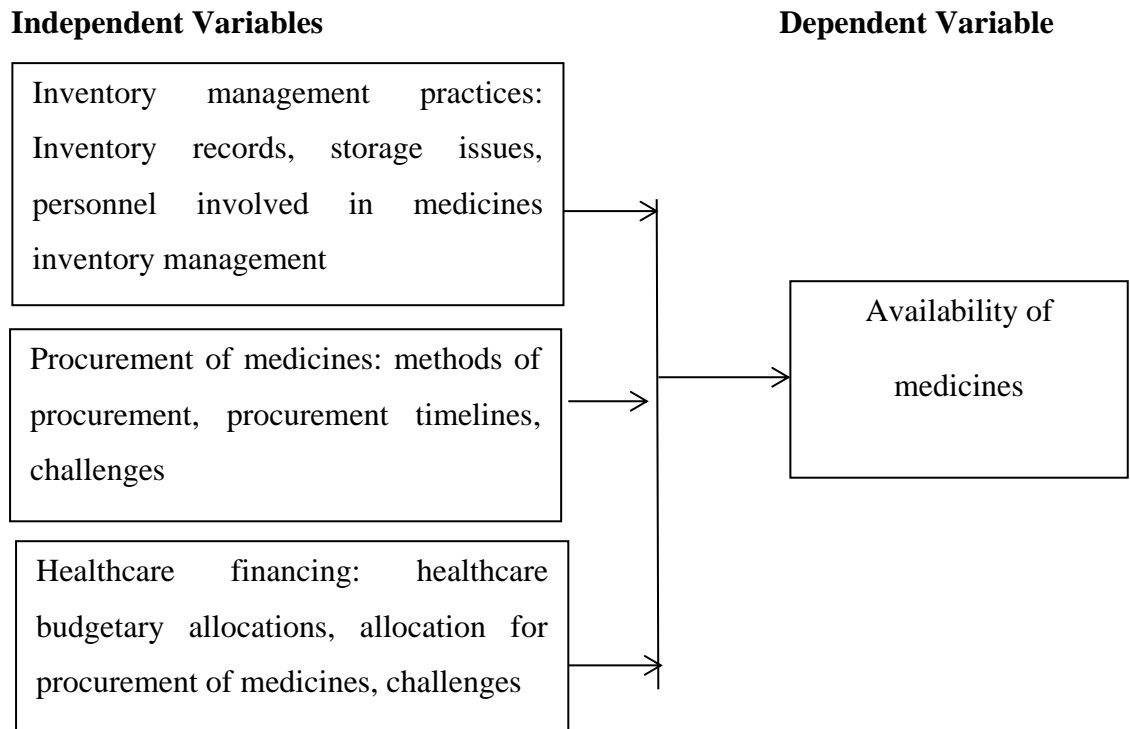 Independent Variables
Dependent Variable
Inventory management practices:
Inventory records, storage issues,
personnel involved in medicines
inventory management
Procurement of medicines: methods of
procurement, procurement timelines,
challenges
Healthcare financing: healthcare
budgetary allocations, allocation for
procurement of medicines, challenges
Availability of
medicines